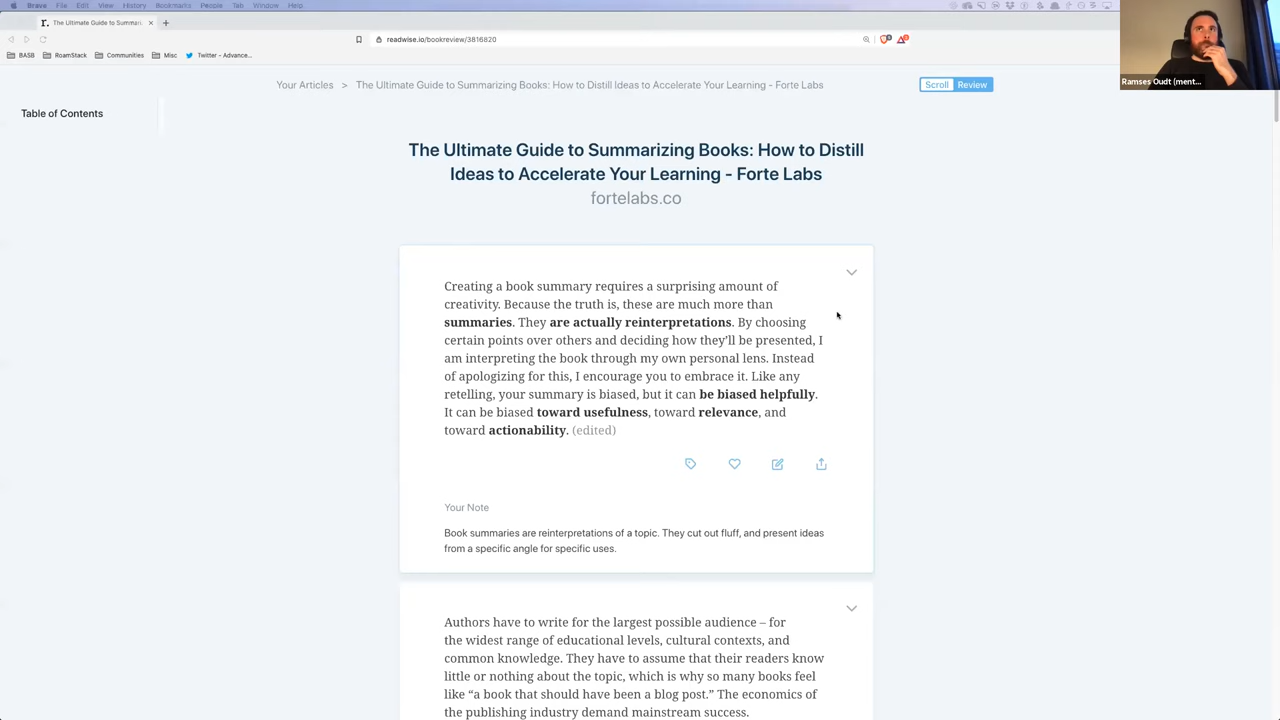 Brave File Edit View History Bookmarks People Tab Window Help
r. The Ultimate Guide to Summari × +
readwise.io/bookreview/3816820
BASB RoamStack Communities Misc Twitter - Advance...
Ramses Oudt (ment...
Your Articles > The Ultimate Guide to Summarizing Books: How to Distill Ideas to Accelerate Your Learning - Forte Labs
Scroll Review
Table of Contents
The Ultimate Guide to Summarizing Books: How to Distill
Ideas to Accelerate Your Learning - Forte Labs
fortelabs.co
Creating a book summary requires a surprising amount of
creativity. Because the truth is, these are much more than
summaries. They are actually reinterpretations. By choosing
certain points over others and deciding how they'll be presented, I
am interpreting the book through my own personal lens. Instead
of apologizing for this, I encourage you to embrace it. Like any
retelling, your summary is biased, but it can be biased helpfully.
It can be biased toward usefulness, toward relevance, and
toward actionability. (edited)
Your Note
Book summaries are reinterpretations of a topic. They cut out fluff, and present ideas
from a specific angle for specific uses.
Authors have to write for the largest possible audience – for
the widest range of educational levels, cultural contexts, and
common knowledge. They have to assume that their readers know
little or nothing about the topic, which is why so many books feel
like “a book that should have been a blog post.” The economics of
the publishing industry demand mainstream success.